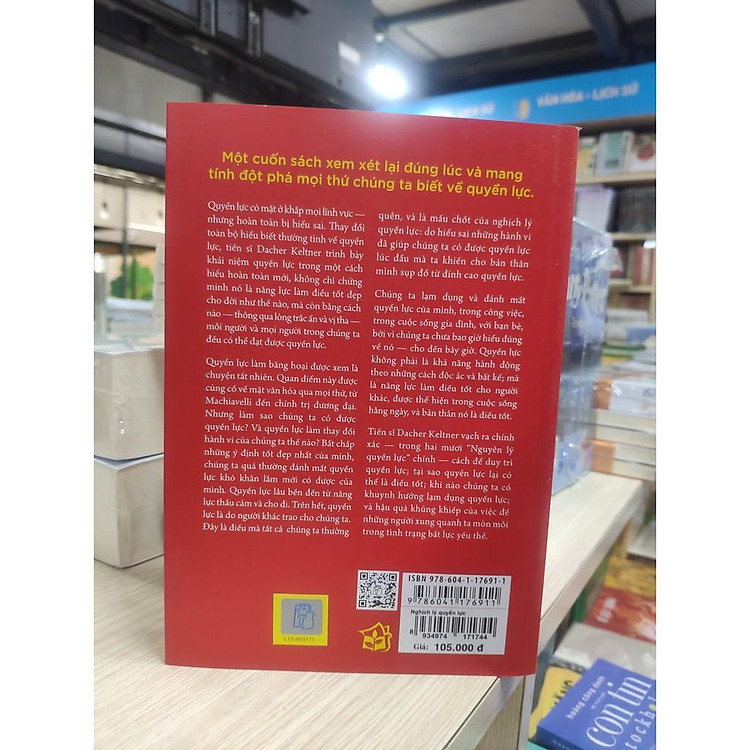 VĂN HÓA - LỊCH SỬ
Một cuốn sách xem xét lại đúng lúc và mang
tính đột phá mọi thứ chúng ta biết về quyền lực.
Quyền lực có mặt ở khắp mọi lĩnh vực —
nhưng hoàn toàn bị hiểu sai. Thay đổi
toàn bộ hiểu biết thường tình về quyền
lực, tiến sĩ Dacher Keltner trình bày
khái niệm quyền lực trong một cách
hiểu hoàn toàn mới, không chỉ chứng
minh nó là năng lực làm điều tốt đẹp
cho đời như thế nào, mà còn bằng cách
nào — thông qua lòng trắc ẩn và vị tha —
mỗi người và mọi người trong chúng ta
đều có thể đạt được quyền lực.
Quyền lực làm băng hoại được xem là
chuyện tất nhiên. Quan điểm này được
củng cố về mặt văn hóa qua mọi thứ, từ
Machiavelli đến chính trị đương đại.
Nhưng làm sao chúng ta có được
quyền lực? Và quyền lực làm thay đổi
hành vi của chúng ta thế nào? Bất chấp
những ý định tốt đẹp nhất của mình,
chúng ta quá thường đánh mất quyền
lực khó khăn lắm mới có được của
mình. Quyền lực lâu bền đến từ năng
lực thấu cảm và cho đi. Trên hết, quyền
lực là do người khác trao cho chúng ta.
Đây là điều mà tất cả chúng ta thường
quên, và là mấu chốt của nghịch lý
quyền lực: do hiểu sai những hành vi
đã giúp chúng ta có được quyền lực
lúc đầu mà ta khiến cho bản thân
mình sụp đổ từ đỉnh cao quyền lực.
Chúng ta lạm dụng và đánh mất
quyền lực của mình, trong công việc,
trong cuộc sống gia đình, với bạn bè,
bởi vì chúng ta chưa bao giờ hiểu đúng
về nó — cho đến bây giờ. Quyền lực
không phải là khả năng hành động
theo những cách độc ác và bất kể; mà
là năng lực làm điều tốt cho người
khác, được thể hiện trong cuộc sống
hằng ngày, và bản thân nó là điều tốt.
Tiến sĩ Dacher Keltner vạch ra chính
xác — trong hai mươi “Nguyên lý
quyền lực” chính — cách để duy trì
quyền lực; tại sao quyền lực lại có
thể là điều tốt; khi nào chúng ta có
khuynh hướng lạm dụng quyền lực;
và hậu quả khủng khiếp của việc để
những người xung quanh ta mòn mỏi
trong tình trạng bất lực yếu thế.
ISBN 978-604-1-17691-1
9 786041 176911
Nghịch lý quyền lực
8 934974 171744
Giá: 105.000 đ
hoàng công danh
con tin